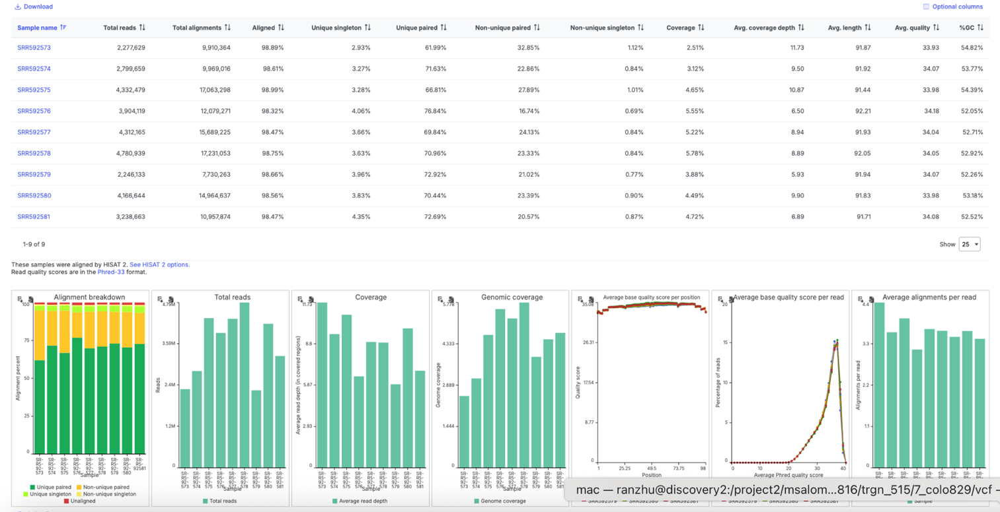 Download Optional columns
Sample name Total reads Total alignments Aligned Unique singleton Unique paired Non-unique paired Non-unique singleton Coverage Avg. coverage depth Avg. length Avg. quality %GC
SRR592573 2,277,629 9,910,364 98.89% 2.93% 61.99% 32.85% 1.12% 2.51% 11.73 91.87 33.93 54.82%
SRR592574 2,799,659 9,969,016 98.61% 3.27% 71.63% 22.86% 0.84% 3.12% 9.50 91.92 34.07 53.77%
SRR592575 4,332,479 17,063,298 98.99% 3.28% 66.81% 27.89% 1.01% 4.65% 10.87 91.44 33.98 54.39%
SRR592576 3,904,119 12,079,271 98.32% 4.06% 76.84% 16.74% 0.69% 5.55% 6.50 92.21 34.18 52.05%
SRR592577 4,312,165 15,689,225 98.47% 3.66% 69.84% 24.13% 0.84% 5.22% 8.94 91.93 34.04 52.71%
SRR592578 4,780,939 17,231,053 98.75% 3.63% 70.96% 23.33% 0.84% 5.78% 8.89 92.05 34.05 52.92%
SRR592579 2,246,133 7,730,263 98.66% 3.96% 72.92% 21.02% 0.77% 3.88% 5.93 91.94 34.07 52.26%
SRR592580 4,166,644 14,964,637 98.56% 3.83% 70.44% 23.39% 0.90% 4.49% 9.90 91.83 33.98 53.18%
SRR592581 3,238,663 10,957,874 98.47% 4.35% 72.69% 20.57% 0.87% 4.72% 6.89 91.71 34.08 52.52%
1-9 of 9 Show 25
These samples were aligned by HISAT 2. See HISAT 2 options.
Read quality scores are in the Phred-33 format.
Alignment breakdown
100
75
50
25
0
Alignment percent
SR- R5- 92- 573 SR- R5- 92- 574 SR- R5- 92- 575 SR- R5- 92- 576 SR- R5- 92- 577 SR- R5- 92- 578 SR- R5- 92- 579 SR- R5- 92- 580 SR- R5- 92581
Sample
Unique paired Non-unique paired
Unique singleton Non-unique singleton
Unaligned
Total reads
4.79M
3.59M
2.4M
1.2M
0
Reads
SR- R5- 92- 573 SR- R5- 92- 574 SR- R5- 92- 575 SR- R5- 92- 576 SR- R5- 92- 577 SR- R5- 92- 578 SR- R5- 92- 579 SR- R5- 92- 580 SR- R5- 92- 581
Sample
Total reads
Coverage
11.73
8.8
5.87
2.93
0
Average read depth (in covered regions)
SR- R5- 92- 573 SR- R5- 92- 574 SR- R5- 92- 575 SR- R5- 92- 576 SR- R5- 92- 577 SR- R5- 92- 578 SR- R5- 92- 579 SR- R5- 92- 580 SR- R5- 92- 581
Sample
Average read depth
Genomic coverage
5.778
4.333
2.889
1.444
0
Genome coverage
SR- R5- 92- 573 SR- R5- 92- 574 SR- R5- 92- 575 SR- R5- 92- 576 SR- R5- 92- 577 SR- R5- 92- 578 SR- R5- 92- 579 SR- R5- 92- 580 SR- R5- 92- 581
Sample
Genome coverage
Average base quality score per position
35.08
26.31
17.54
8.77
0
Quality score
1 25.25 49.5 73.75 98
Position
SRR592579 SRR592580 SRR592581
Average base quality score per read
20
15
10
5
0
Percentage of reads
0 10 20 30 40
Average Phred quality score
SRR592579 SRR592580 SRR592581
Average alignments per read
4.4
3.3
2.2
1.1
0
Alignments per read
Sample
mac — ranzhu@discovery2:/project2/msalom...816/trgn_515/7_colo829/vcf –